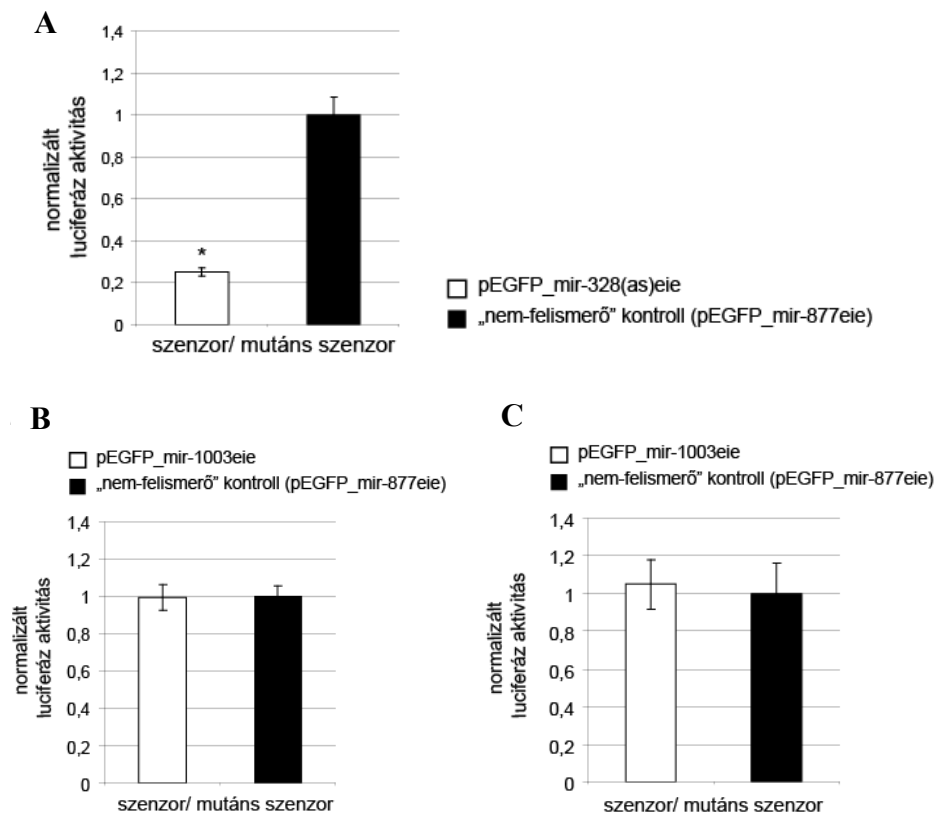 A
1,4
1,2
1
0,8
0,6
0,4
0,2
0
normalizált
luciferáz aktivitás
*
szenzor/ mutáns szenzor
pEGFP_mir-328(as)eie
„nem-felismerő” kontroll (pEGFP_mir-877eie)
B
pEGFP_mir-1003eie
„nem-felismerő” kontroll (pEGFP_mir-877eie)
1,4
1,2
1
0,8
0,6
0,4
0,2
0
normalizált
luciferáz aktivitás
szenzor/ mutáns szenzor
C
pEGFP_mir-1003eie
„nem-felismerő” kontroll (pEGFP_mir-877eie)
1,4
1,2
1
0,8
0,6
0,4
0,2
0
normalizált
luciferáz aktivitás
szenzor/ mutáns szenzor